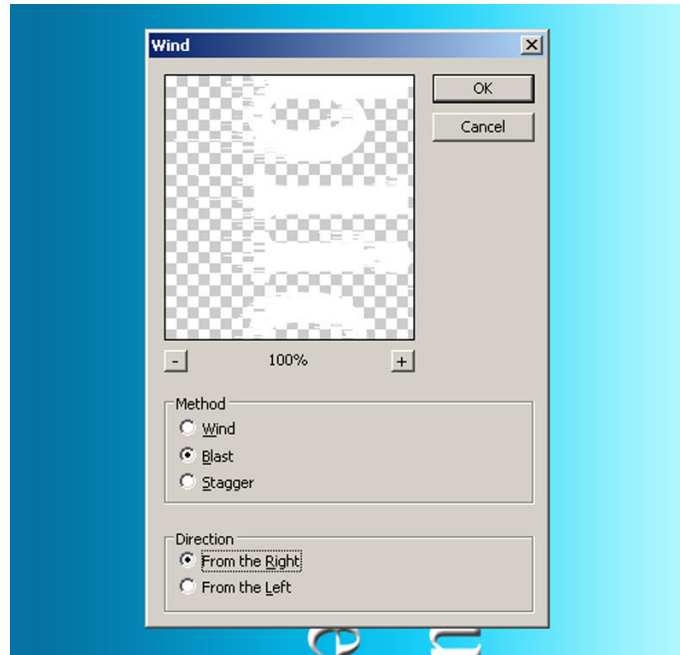 Wind
OK
Cancel
- 100% +
Method
Wind
Blast
Stagger
Direction
From the Right
From the Left
e